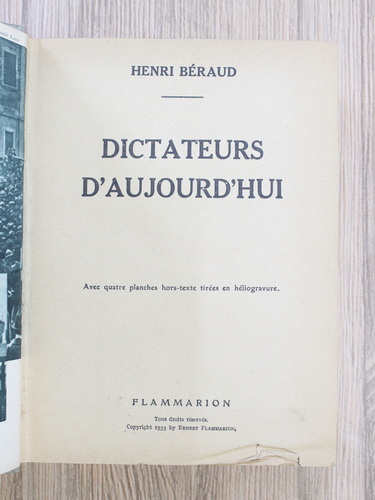 HENRI BÉRAUD
DICTATEURS
D'AUJOURD'HUI
Avec quatre planches hors-texte tirées en héliogravure.
FLAMMARION
Tous droits réservés.
Copyright 1933 by ERNEST FLAMMARION.